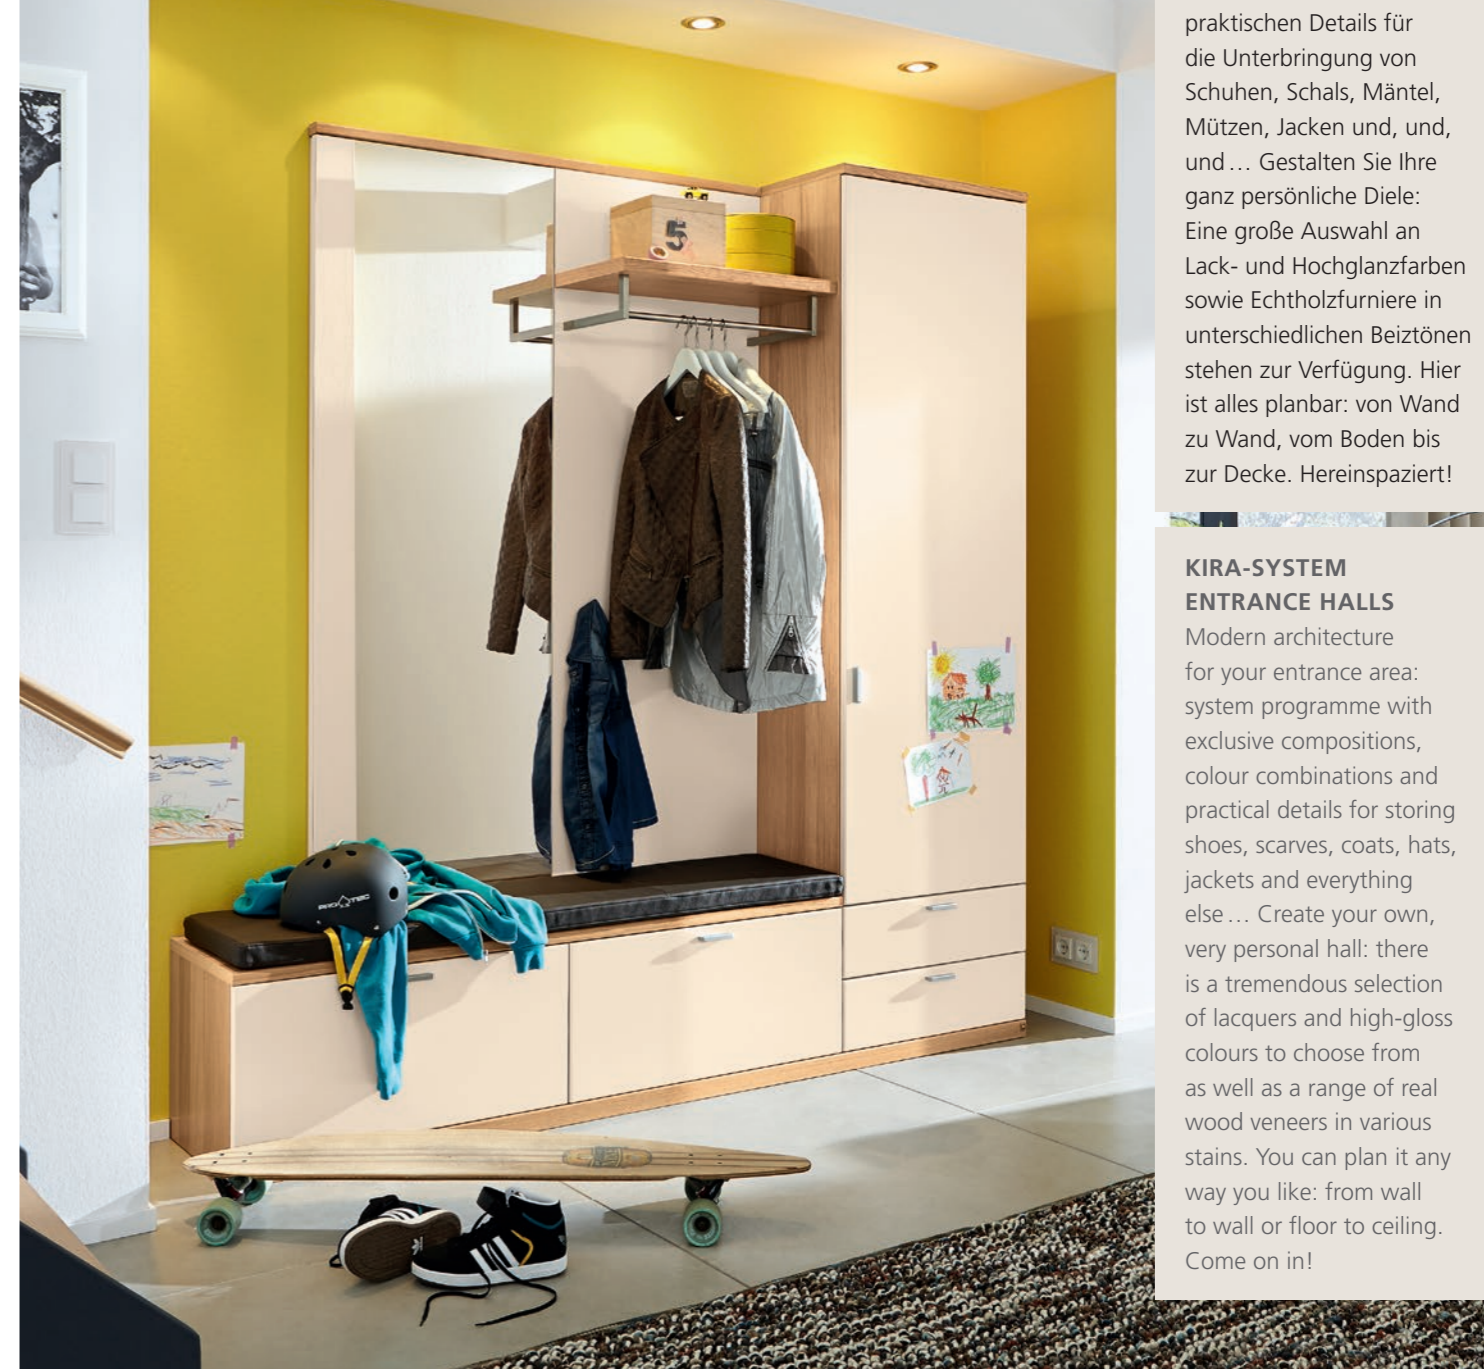 praktischen Details für
die Unterbringung von
Schuhen, Schals, Mäntel,
Mützen, Jacken und, und,
und … Gestalten Sie Ihre
ganz persönliche Diele:
Eine große Auswahl an
Lack- und Hochglanzfarben
sowie Echtholzfurniere in
unterschiedlichen Beiztönen
stehen zur Verfügung. Hier
ist alles planbar: von Wand
zu Wand, vom Boden bis
zur Decke. Hereinspaziert!
KIRA-SYSTEM
ENTRANCE HALLS
Modern architecture
for your entrance area:
system programme with
exclusive compositions,
colour combinations and
practical details for storing
shoes, scarves, coats, hats,
jackets and everything
else … Create your own,
very personal hall: there
is a tremendous selection
of lacquers and high-gloss
colours to choose from
as well as a range of real
wood veneers in various
stains. You can plan it any
way you like: from wall
to wall or floor to ceiling.
Come on in!
5
PRO TEC